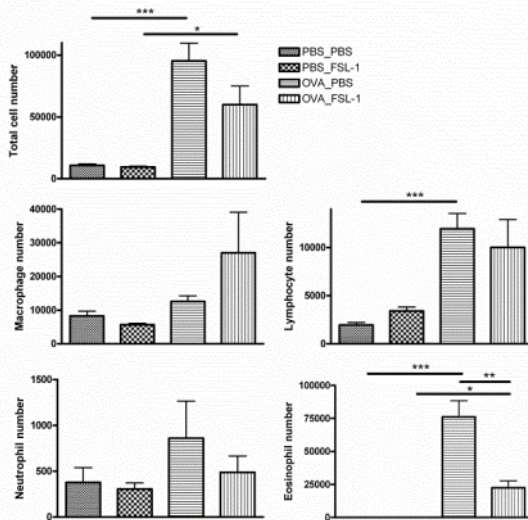 ***
*
Total cell number
100000
50000
0
PBS_PBS
PBS_FSL-1
OVA_PBS
OVA_FSL-1
Macrophage number
40000
30000
20000
10000
0
***
Lymphocyte number
10000
5000
0
Neutrophil number
1500
1000
500
0
***
**
*
Eosinophil number
100000
75000
50000
25000
0